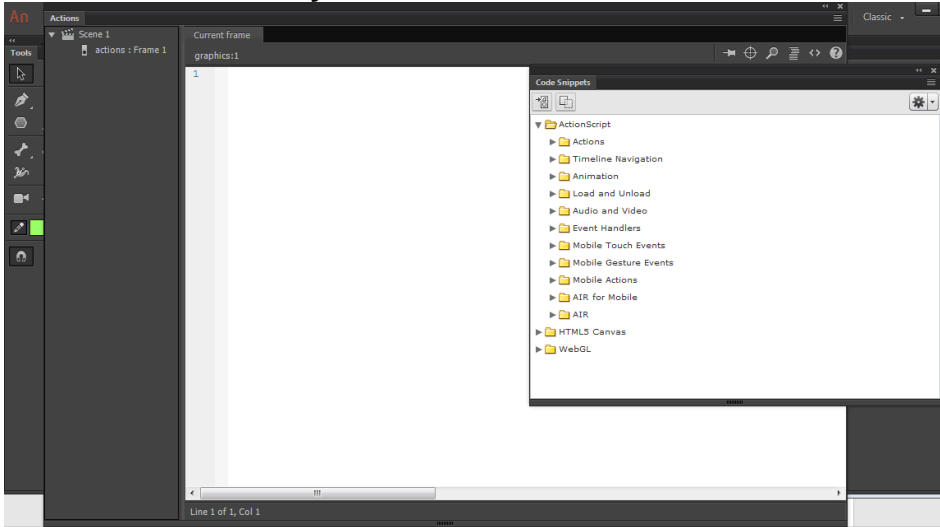 An
Actions
Classic
Scene 1
Current frame
Tools
actions : Frame 1
graphics:1
1
Code Snippets
ActionScript
Actions
Timeline Navigation
Animation
Load and Unload
Audio and Video
Event Handlers
Mobile Touch Events
Mobile Gesture Events
Mobile Actions
AIR for Mobile
AIR
HTML5 Canvas
WebGL
Line 1 of 1, Col 1